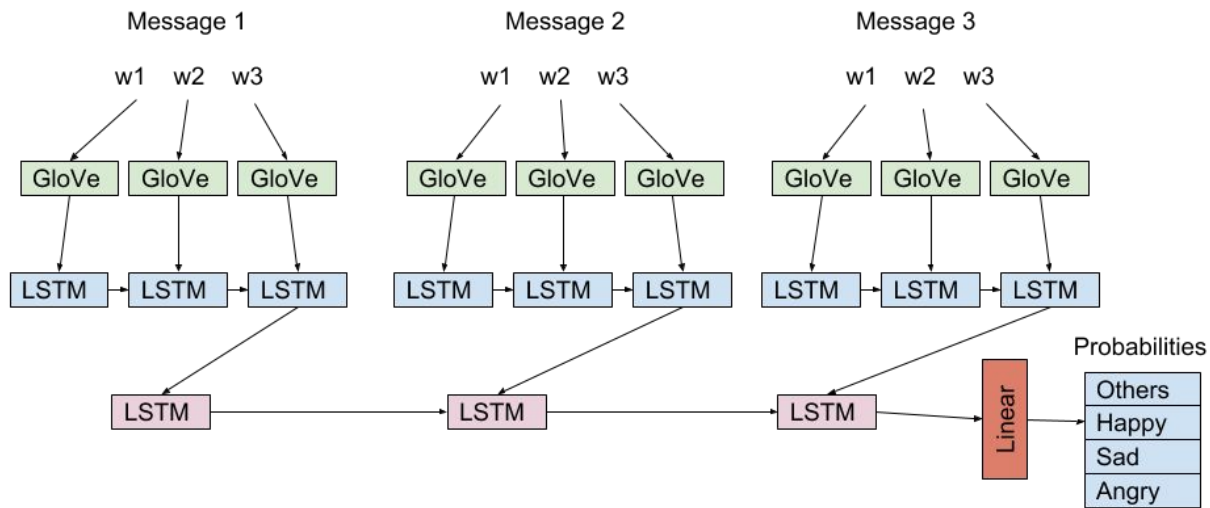 Message 1 Message 2 Message 3
w1 w2 w3 w1 w2 w3 w1 w2 w3
GloVe GloVe GloVe GloVe GloVe GloVe GloVe GloVe GloVe
LSTM LSTM LSTM LSTM LSTM LSTM LSTM LSTM LSTM
Probabilities
LSTM LSTM LSTM Linear
Others
Happy
Sad
Angry